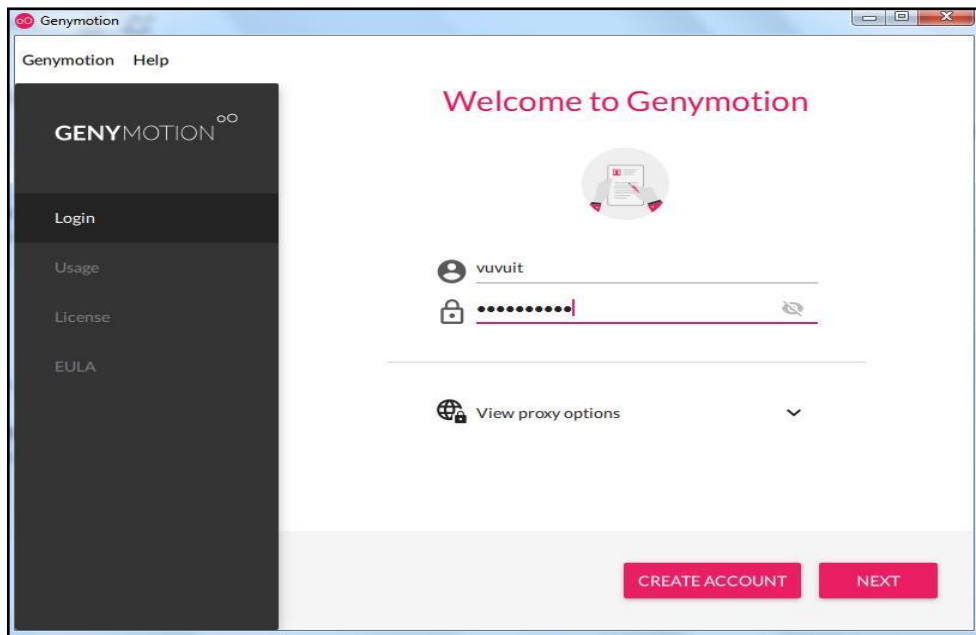 Genymotion
Genymotion Help
GENYMOTION
Welcome to Genymotion
Login
Usage
License
EULA
vuvuit
••••••••••
View proxy options
CREATE ACCOUNT
NEXT